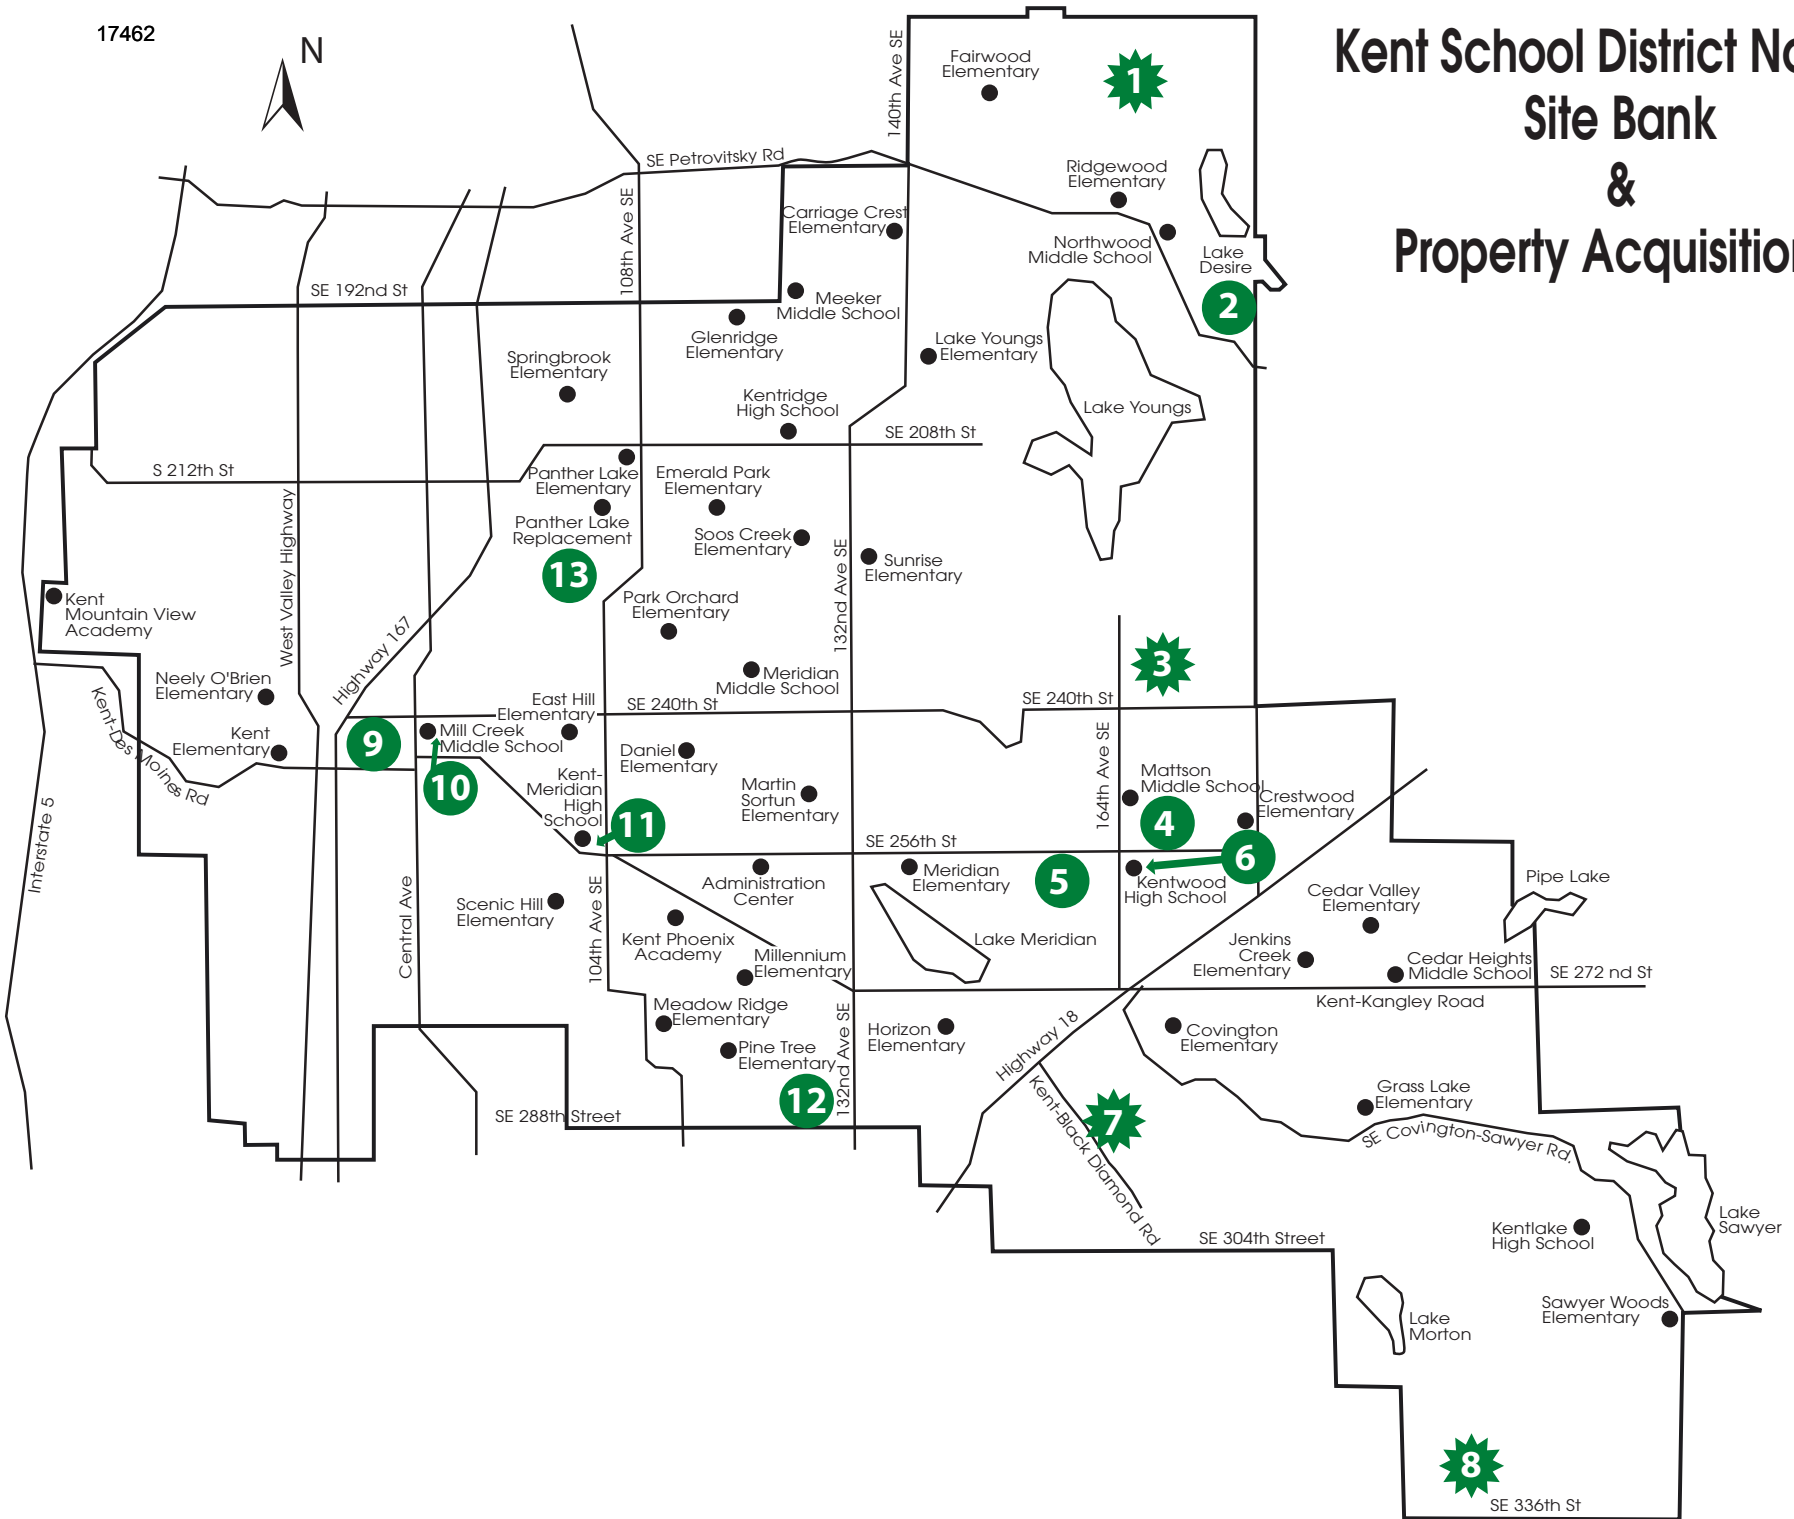 17462
N
Kent School District No
Site Bank
&
Property Acquisition
140th Ave SE
Fairwood
Elementary
1
SE Petrovitsky Rd
Ridgewood
Elementary
108th Ave SE
Carriage Crest
Elementary
Northwood
Middle School
Lake
Desire
2
SE 192nd St
Meeker
Middle School
Glenridge
Elementary
Lake Youngs
Elementary
Springbrook
Elementary
Kentridge
High School
Lake Youngs
SE 208th St
S 212th St
Panther Lake
Elementary
Emerald Park
Elementary
Panther Lake
Replacement
Soos Creek
Elementary
West Valley Highway
132nd Ave SE
Sunrise
Elementary
13
Kent
Mountain View
Academy
Park Orchard
Elementary
Highway 167
3
Neely O'Brien
Elementary
Meridian
Middle School
Kent-Des Moines Rd
East Hill
Elementary
SE 240th St
SE 240th St
Kent
Elementary
9
Mill Creek
Middle School
Daniel
Elementary
164th Ave SE
10
Kent-
Meridian
High
School
Martin
Sortun
Elementary
Mattson
Middle School
Crestwood
Elementary
11
4
Interstate 5
SE 256th St
6
Central Ave
104th Ave SE
Administration
Center
Meridian
Elementary
5
Kentwood
High School
Cedar Valley
Elementary
Pipe Lake
Scenic Hill
Elementary
Kent Phoenix
Academy
Lake Meridian
Jenkins
Creek
Elementary
Millennium
Elementary
Cedar Heights
Middle School
SE 272 nd St
Kent-Kangley Road
Meadow Ridge
Elementary
132nd Ave SE
Horizon
Elementary
Highway 18
Covington
Elementary
Pine Tree
Elementary
12
Kent-Black Diamond Rd
7
Grass Lake
Elementary
SE 288th Street
SE Covington-Sawyer Rd.
Lake
Sawyer
Kentlake
High School
SE 304th Street
Sawyer Woods
Elementary
Lake
Morton
8
SE 336th St